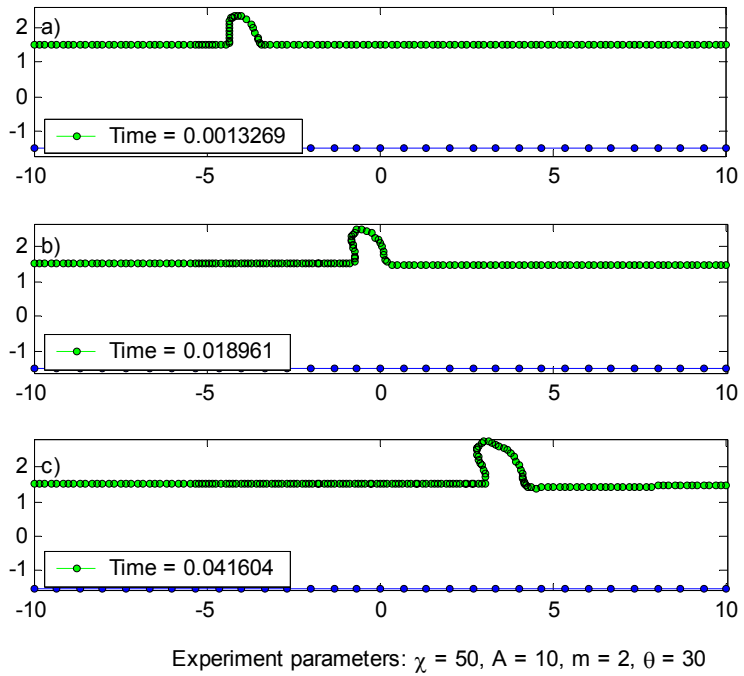 a)
2
1
0
-1
Time = 0.0013269
-10 -5 0 5 10
b)
2
1
0
-1
Time = 0.018961
-10 -5 0 5 10
c)
2
1
0
-1
Time = 0.041604
-10 -5 0 5 10
Experiment parameters: χ = 50, A = 10, m = 2, θ = 30